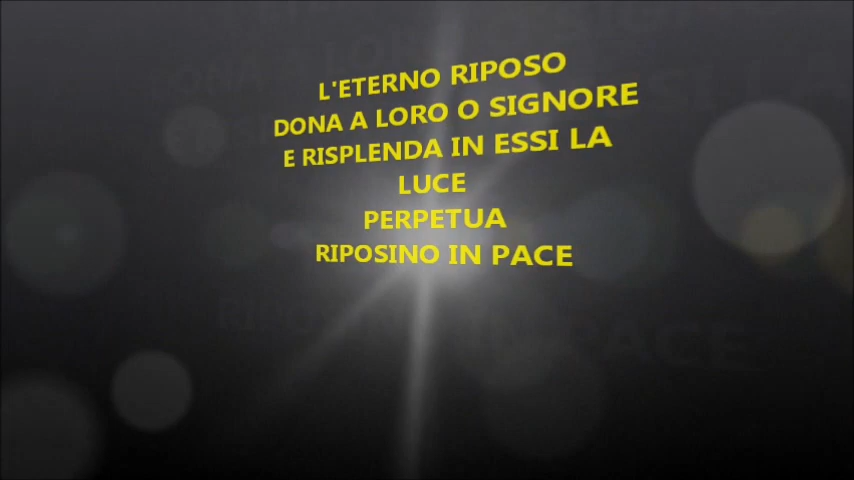 L'ETERNO RIPOSO
DONA A LORO O SIGNORE
E RISPLENDA IN ESSI LA
LUCE
PERPETUA
RIPOSINO IN PACE